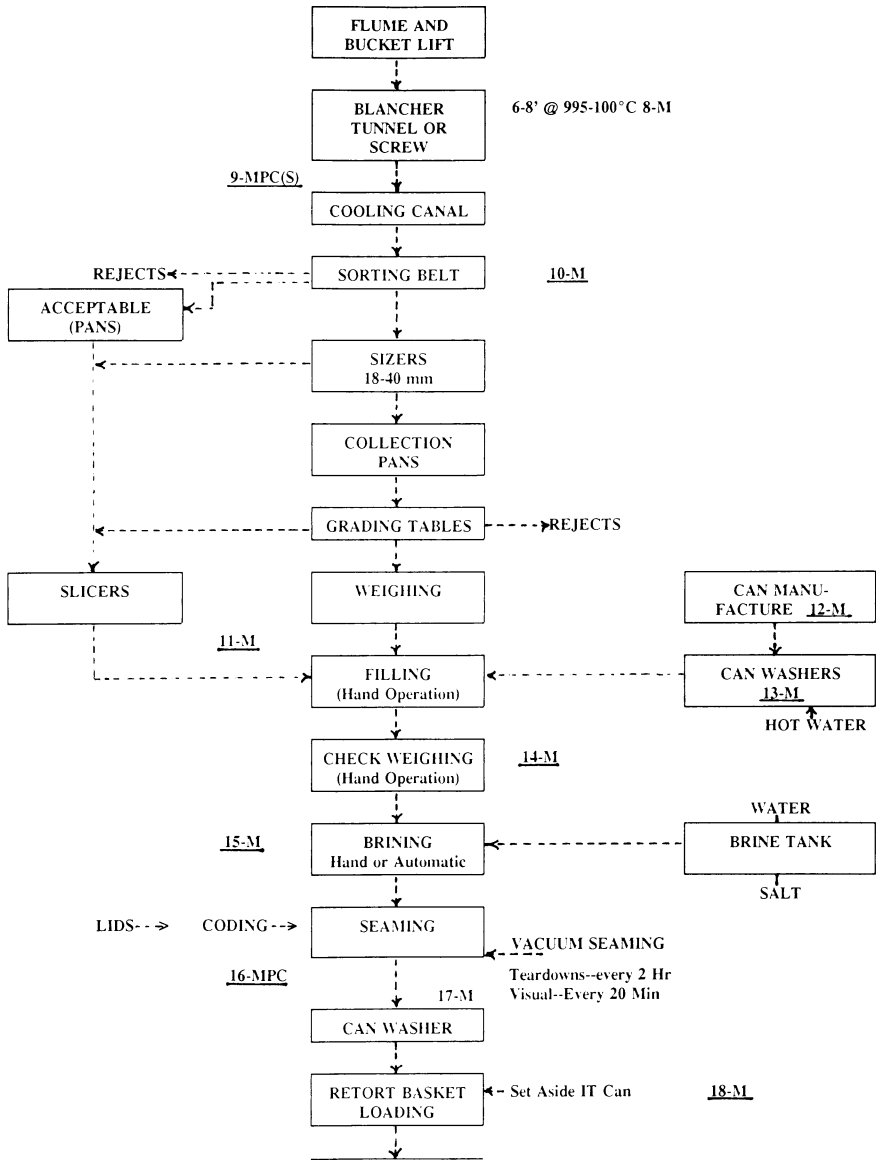 FLUME AND
BUCKET LIFT
BLANCHER
TUNNEL OR
SCREW
6-8' @ 995-100°C 8-M
9-MPC(S)
COOLING CANAL
REJECTS
SORTING BELT
10-M
ACCEPTABLE
(PANS)
SIZERS
18-40 mm
COLLECTION
PANS
GRADING TABLES
REJECTS
SLICERS
WEIGHING
CAN MANU-
FACTURE 12-M
11-M
FILLING
(Hand Operation)
CAN WASHERS
13-M
HOT WATER
CHECK WEIGHING
(Hand Operation)
14-M
WATER
15-M
BRINING
Hand or Automatic
BRINE TANK
SALT
LIDS
CODING
SEAMING
VACUUM SEAMING
Teardowns--every 2 Hr
Visual--Every 20 Min
16-MPC
17-M
CAN WASHER
RETORT BASKET
LOADING
Set Aside IT Can
18-M